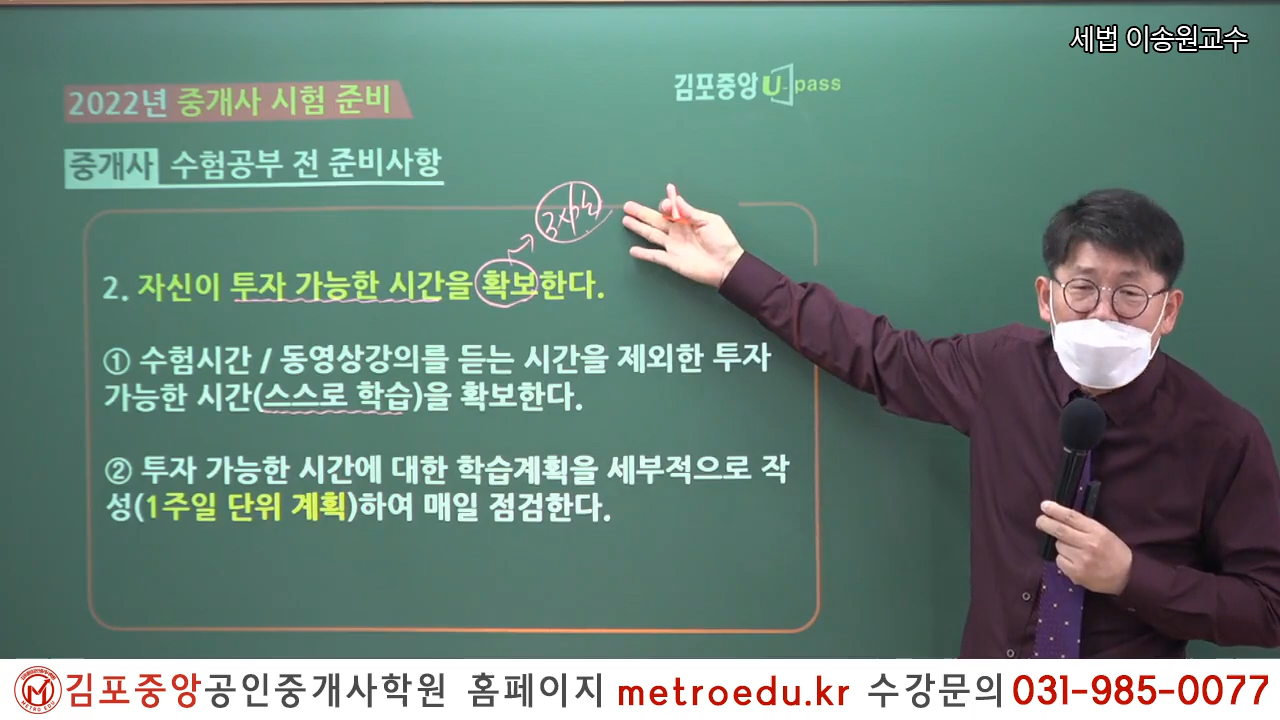 세법 이송원교수
김포중앙 U-pass
2022년 중개사 시험 준비
중개사 수험공부 전 준비사항
2. 자신이 투자 가능한 시간을 확보한다.
① 수험시간 / 동영상강의를 듣는 시간을 제외한 투자
가능한 시간(스스로 학습)을 확보한다.
② 투자 가능한 시간에 대한 학습계획을 세부적으로 작
성(1주일 단위 계획)하여 매일 점검한다.
METRO EDU
김포중앙공인중개사학원 홈페이지 metroedu.kr 수강문의 031-985-0077